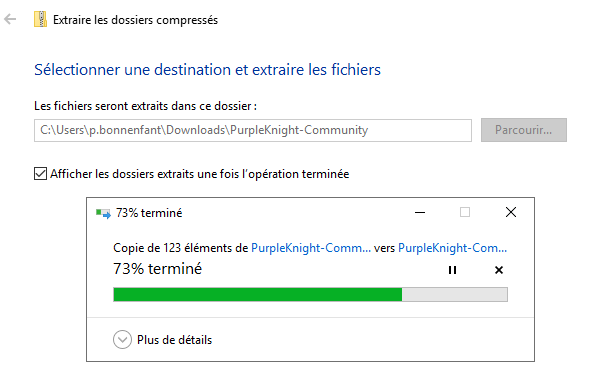 Extraire les dossiers compressés
Sélectionner une destination et extraire les fichiers
Les fichiers seront extraits dans ce dossier :
C:\Users\p.bonnenfant\Downloads\PurpleKnight-Community
Parcourir...
Afficher les dossiers extraits une fois l'opération terminée
73% terminé
Copie de 123 éléments de PurpleKnight-Comm... vers PurpleKnight-Com...
73% terminé
Plus de détails